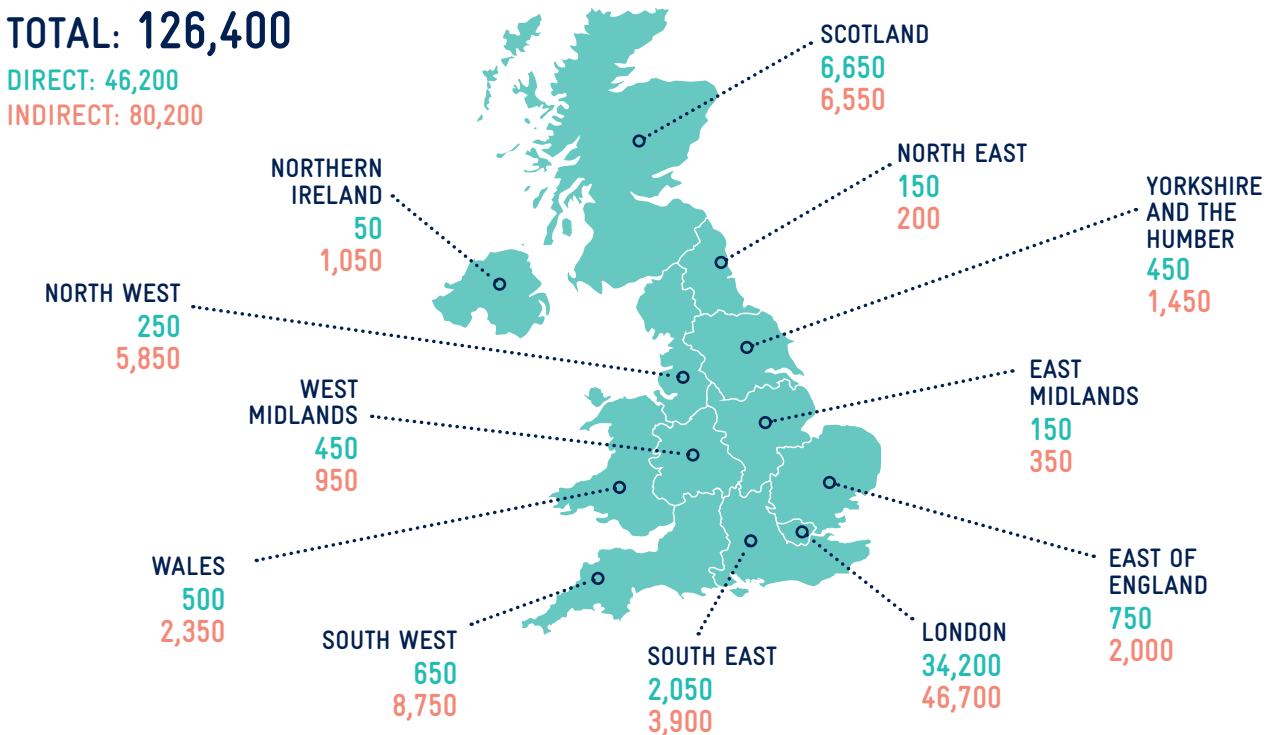 TOTAL: 126,400
DIRECT: 46,200
INDIRECT: 80,200
SCOTLAND
6,650
6,550
NORTH EAST
150
200
YORKSHIRE
AND THE
HUMBER
450
1,450
NORTHERN
IRELAND
50
1,050
NORTH WEST
250
5,850
WEST
MIDLANDS
450
950
EAST
MIDLANDS
150
350
WALES
500
2,350
EAST OF
ENGLAND
750
2,000
SOUTH WEST
650
8,750
SOUTH EAST
2,050
3,900
LONDON
34,200
46,700